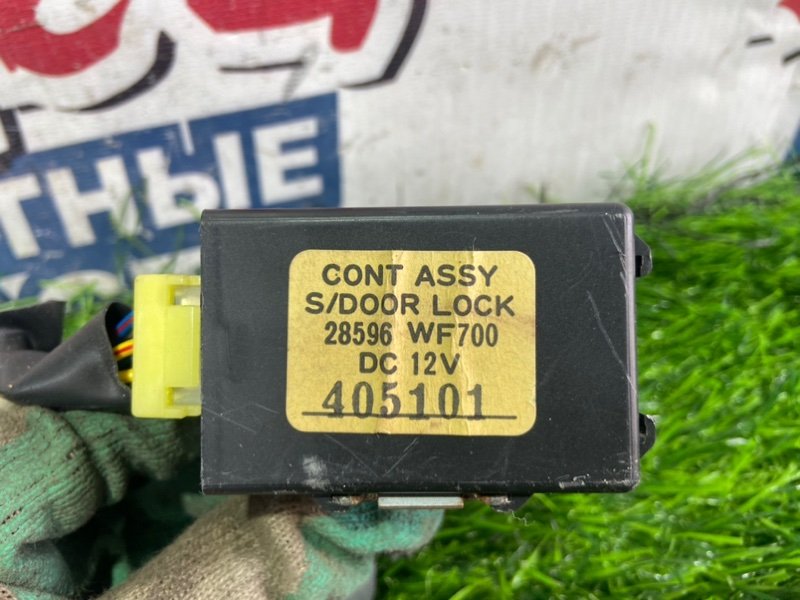 ТНЫЕ
CONT ASSY
S/DOOR LOCK
28596 WF700
DC 12V
405101